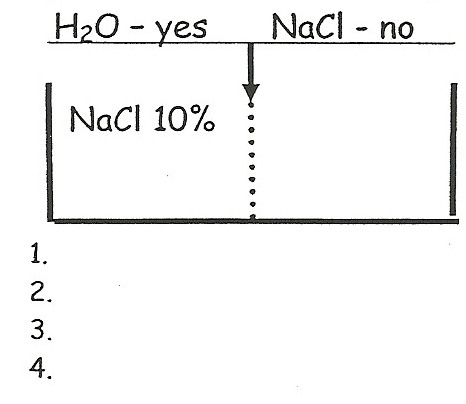 H₂O - yes NaCl - no
NaCl 10%
1.
2.
3.
4.